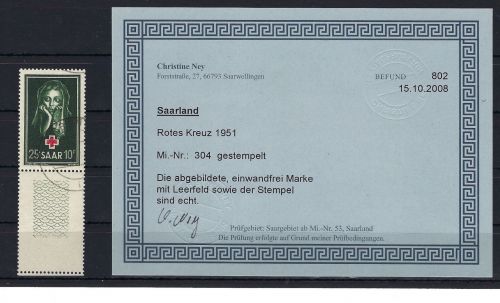 25+ SAAR 10F
Christine Ney
Forststraße, 27, 66793 Saarwellingen
BEFUND 802
15.10.2008
Saarland
Rotes Kreuz 1951
Mi.-Nr.: 304 gestempelt
Die abgebildete, einwandfrei Marke
mit Leerfeld sowie der Stempel
sind echt.
Prüfgebiet: Saargebiet ab Mi.-Nr. 53, Saarland
Die Prüfung erfolgte auf Grund meiner Prüfbedingungen.